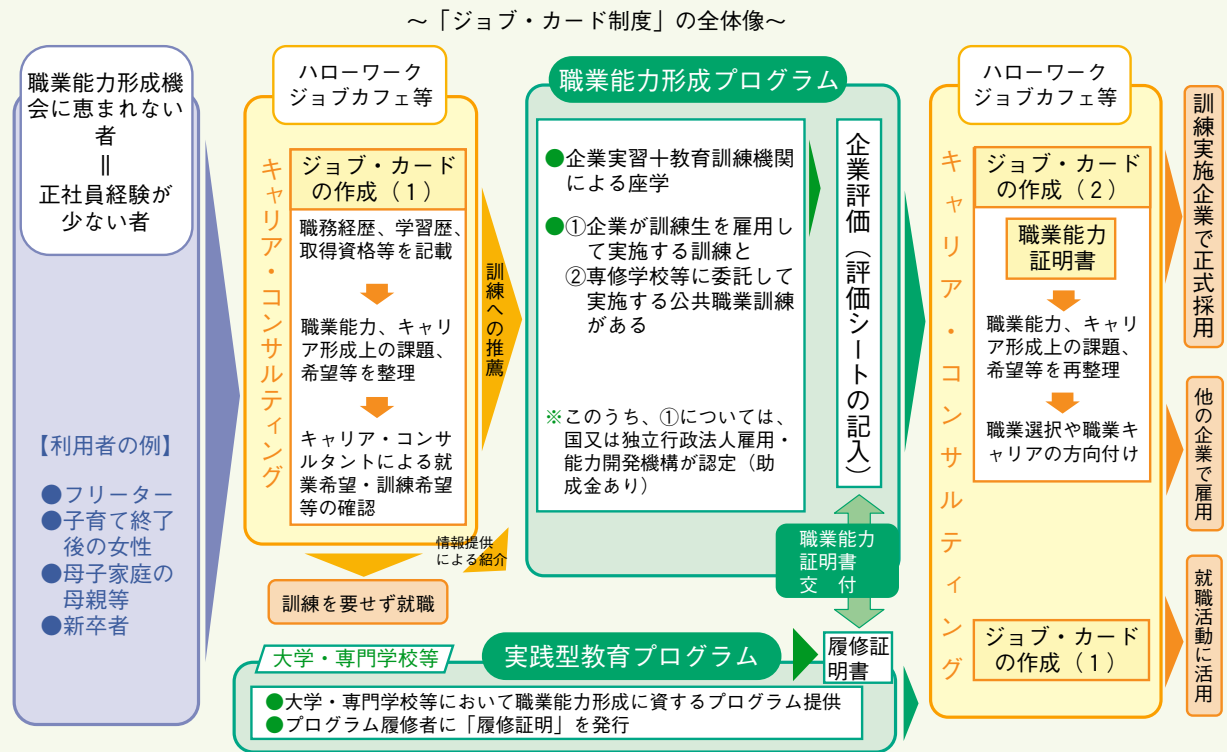 ～「ジョブ・カード制度」の全体像～
職業能力形成機
会に恵まれない
者
||
正社員経験が
少ない者
【利用者の例】
●フリーター
●子育て終了
後の女性
●母子家庭の
母親等
●新卒者
ハローワーク
ジョブカフェ等
キャリア・コンサルティング
ジョブ・カード
の作成（1）
職務経歴、学習歴、
取得資格等を記載
職業能力、キャリ
ア形成上の課題、
希望等を整理
キャリア・コンサ
ルタントによる就
業希望・訓練希望
等の確認
訓練への推薦
情報提供
による紹介
訓練を要せず就職
職業能力形成プログラム
●企業実習＋教育訓練機関
による座学
●①企業が訓練生を雇用し
て実施する訓練と
②専修学校等に委託して
実施する公共職業訓練
がある
※このうち、①については、
国又は独立行政法人雇用・
能力開発機構が認定（助
成金あり）
企業評価（評価シートの記入）
職業能力
証明書
交　付
大学・専門学校等
実践型教育プログラム
履修証
明書
●大学・専門学校等において職業能力形成に資するプログラム提供
●プログラム履修者に「履修証明」を発行
ハローワーク
ジョブカフェ等
キャリア・コンサルティング
ジョブ・カード
の作成（2）
職業能力
証明書
職業能力、キャリ
ア形成上の課題、
希望等を再整理
職業選択や職業キ
ャリアの方向付け
ジョブ・カード
の作成（1）
訓練実施企業で正式採用
他の企業で雇用
就職活動に活用